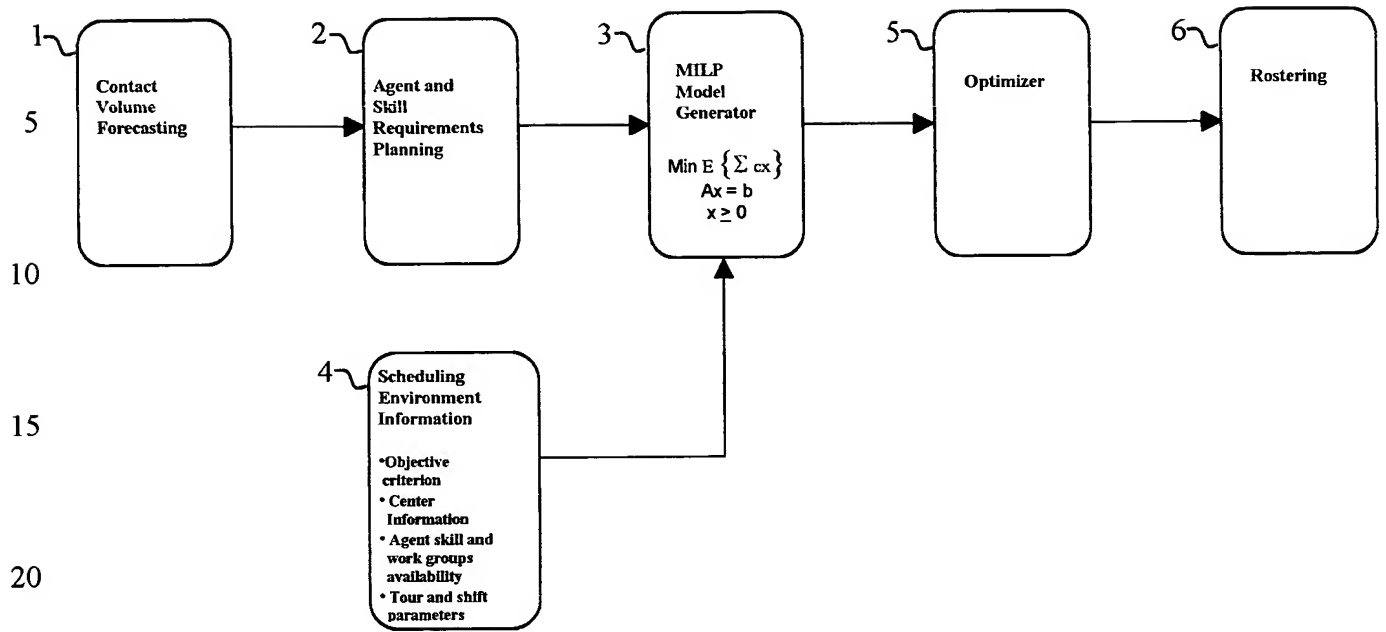 1
Contact
Volume
Forecasting
2
Agent and
Skill
Requirements
Planning
3
MILP
Model
Generator
Min E { Σ cx }
Ax = b
x ≥ 0
5
Optimizer
6
Rostering
5
10
15
20
4
Scheduling
Environment
Information
•Objective
criterion
• Center
Information
• Agent skill and
work groups
availability
• Tour and shift
parameters